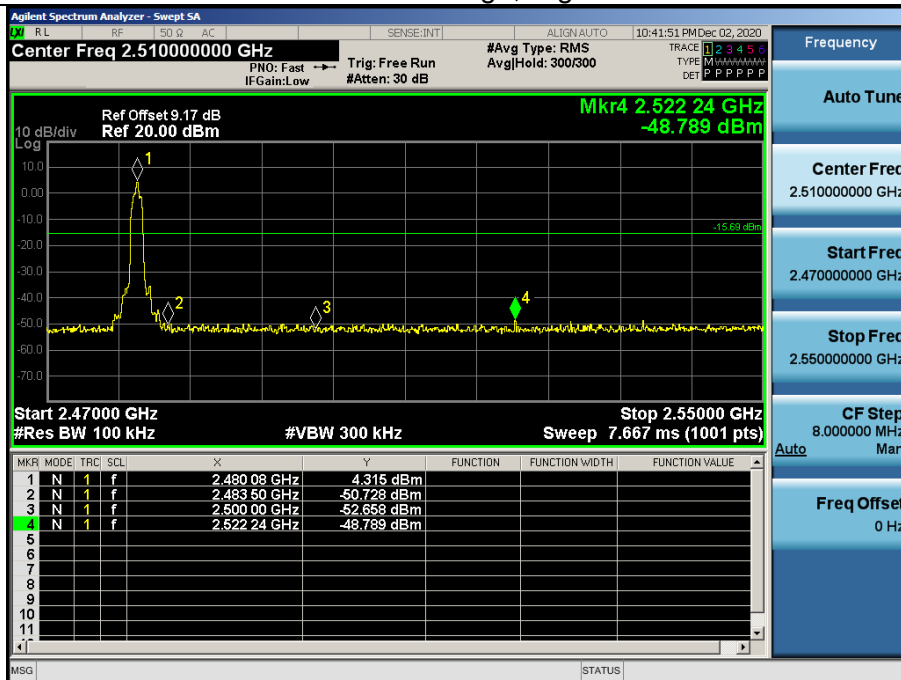 Agilent Spectrum Analyzer - Swept SA
LXI RL RF 50 Ω AC SENSE:INT ALIGN AUTO 10:41:51 PM Dec 02, 2020
Center Freq 2.510000000 GHz
PNO: Fast
IFGain:Low
Trig: Free Run
#Atten: 30 dB
#Avg Type: RMS
Avg|Hold: 300/300
TRACE 1 2 3 4 5 6
TYPE M
DET P P P P P P
Mkr4 2.522 24 GHz
-48.789 dBm
Ref Offset 9.17 dB
10 dB/div Ref 20.00 dBm
Log
10.0
0.00
-10.0
-20.0
-30.0
-40.0
-50.0
-60.0
-70.0
1
2
3
4
-15.69 dBm
Start 2.47000 GHz Stop 2.55000 GHz
#Res BW 100 kHz #VBW 300 kHz Sweep 7.667 ms (1001 pts)
MKR MODE TRC SCL X Y FUNCTION FUNCTION WIDTH FUNCTION VALUE
1 N 1 f 2.480 08 GHz 4.315 dBm
2 N 1 f 2.483 50 GHz -50.728 dBm
3 N 1 f 2.500 00 GHz -52.658 dBm
4 N 1 f 2.522 24 GHz -48.789 dBm
5
6
7
8
9
10
11
MSG STATUS
Frequency
Auto Tune
Center Freq
2.510000000 GHz
Start Freq
2.470000000 GHz
Stop Freq
2.550000000 GHz
CF Step
8.000000 MHz
Auto Man
Freq Offset
0 Hz